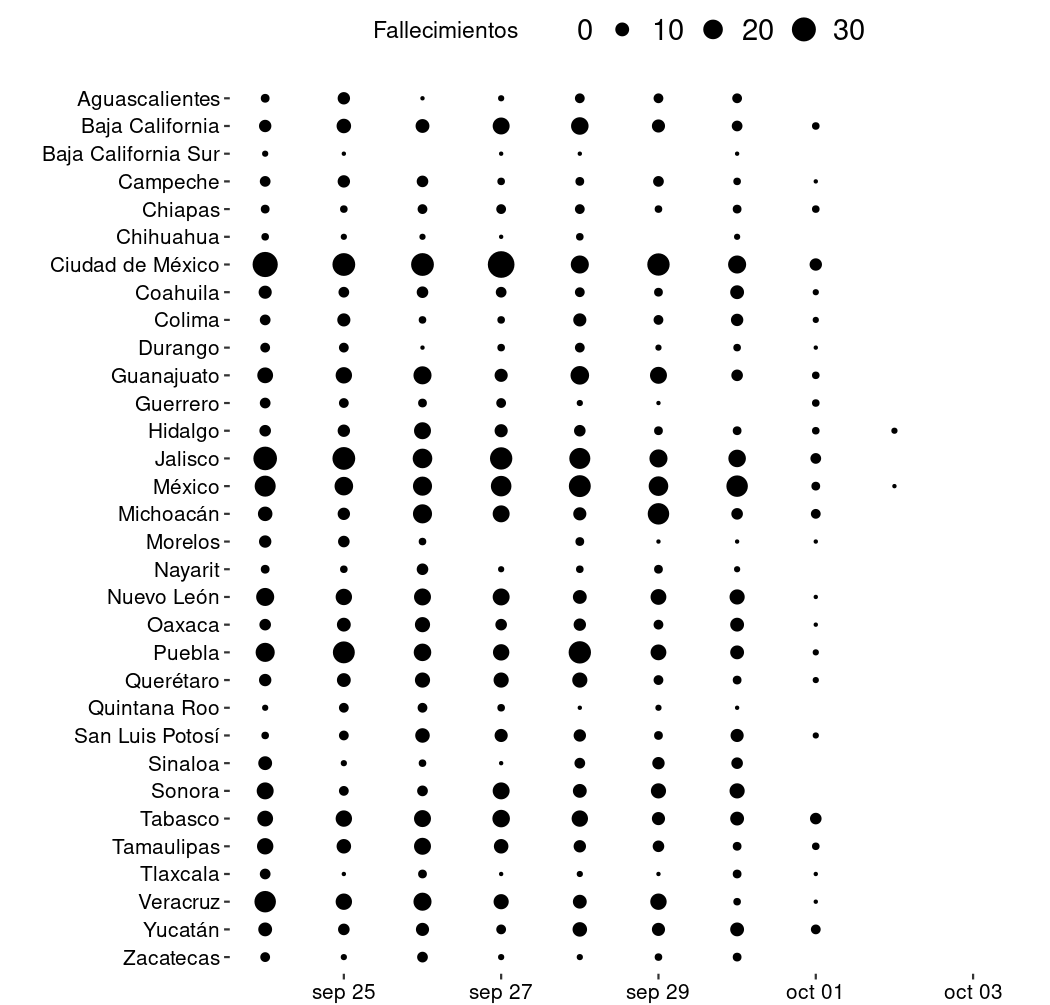 Fallecimientos 0 10 20 30
Aguascalientes
Baja California
Baja California Sur
Campeche
Chiapas
Chihuahua
Ciudad de México
Coahuila
Colima
Durango
Guanajuato
Guerrero
Hidalgo
Jalisco
México
Michoacán
Morelos
Nayarit
Nuevo León
Oaxaca
Puebla
Querétaro
Quintana Roo
San Luis Potosí
Sinaloa
Sonora
Tabasco
Tamaulipas
Tlaxcala
Veracruz
Yucatán
Zacatecas
sep 25 sep 27 sep 29 oct 01 oct 03